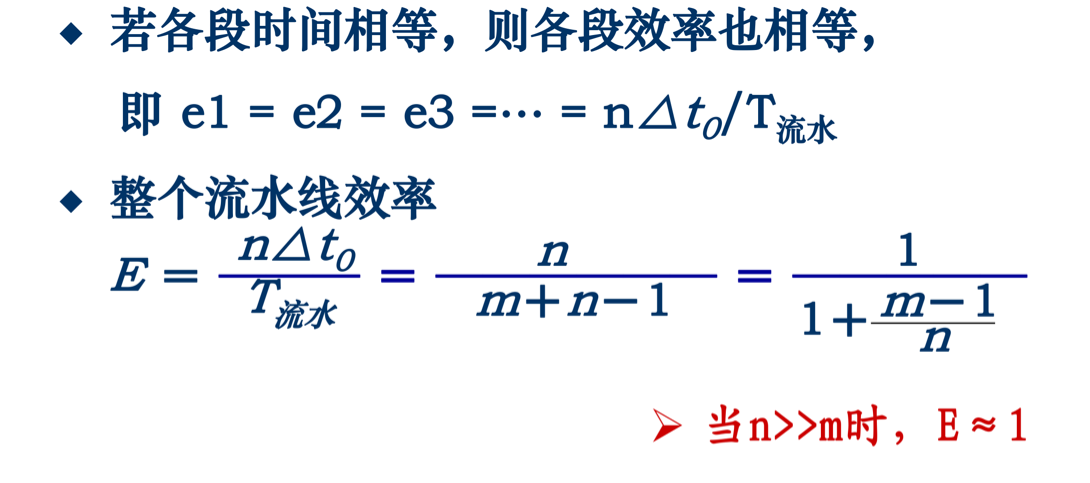 ◆ 若各段时间相等，则各段效率也相等，
即 e1 = e2 = e3 =… = n△t₀/T流水
◆ 整个流水线效率
E = n△t₀/T流水 = n/(m+n−1) = 1/(1+(m−1)/n)
➢ 当n>>m时，E≈1